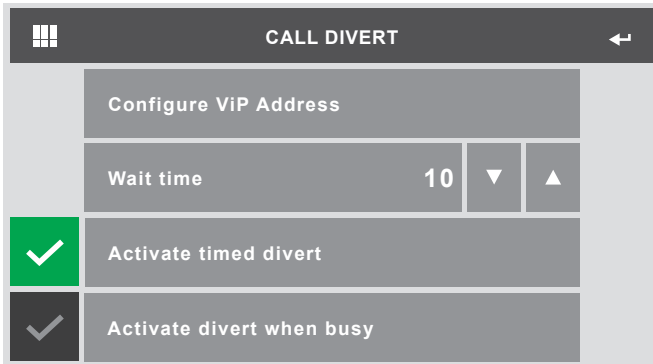 CALL DIVERT
Configure ViP Address
Wait time 10
Activate timed divert
Activate divert when busy